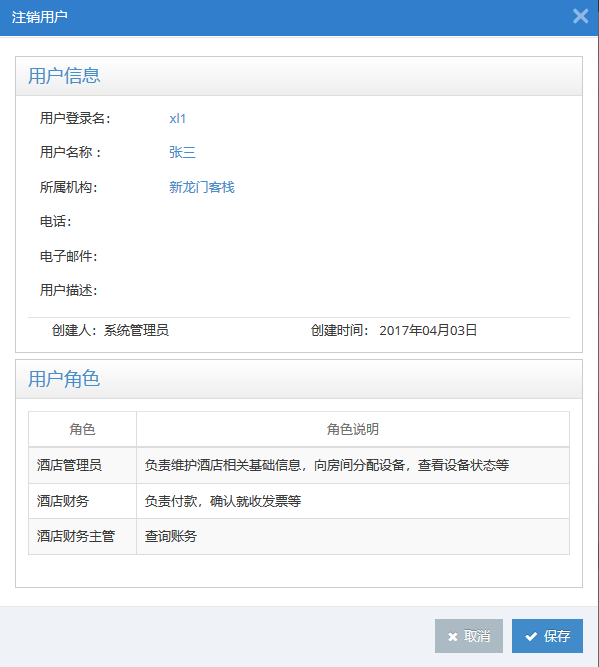 注销用户
用户信息
用户登录名： xl1
用户名称 ： 张三
所属机构： 新龙门客栈
电话：
电子邮件：
用户描述：
创建人：系统管理员 创建时间： 2017年04月03日
用户角色
角色 角色说明
酒店管理员 负责维护酒店相关基础信息，向房间分配设备，查看设备状态等
酒店财务 负责付款，确认就收发票等
酒店财务主管 查询账务
取消 保存